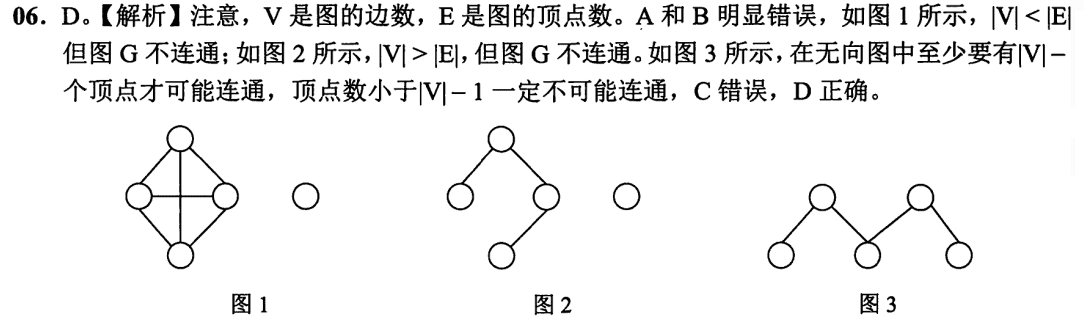 06. D。【解析】注意，V 是图的边数，E 是图的顶点数。A 和 B 明显错误，如图 1 所示，|V| < |E|
但图 G 不连通；如图 2 所示，|V| > |E|，但图 G 不连通。如图 3 所示，在无向图中至少要有|V| −
个顶点才可能连通，顶点数小于|V| − 1 一定不可能连通，C 错误，D 正确。
图 1 图 2 图 3